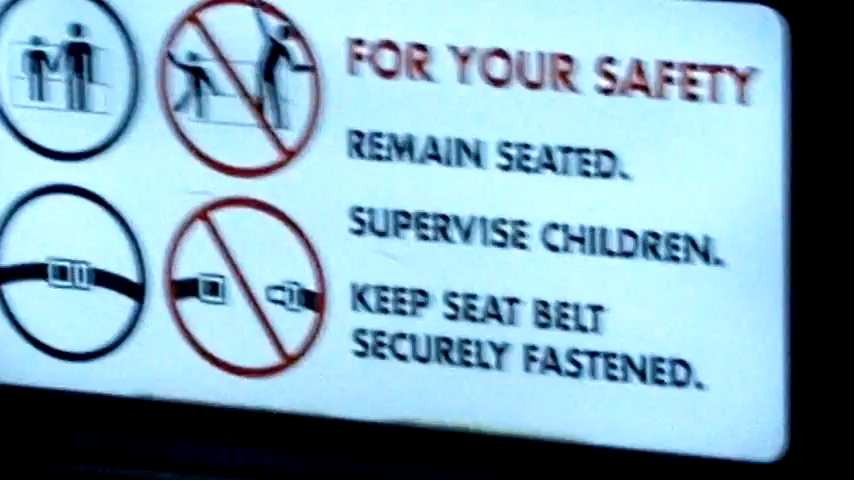 FOR YOUR SAFETY
REMAIN SEATED.
SUPERVISE CHILDREN.
KEEP SEAT BELT
SECURELY FASTENED.